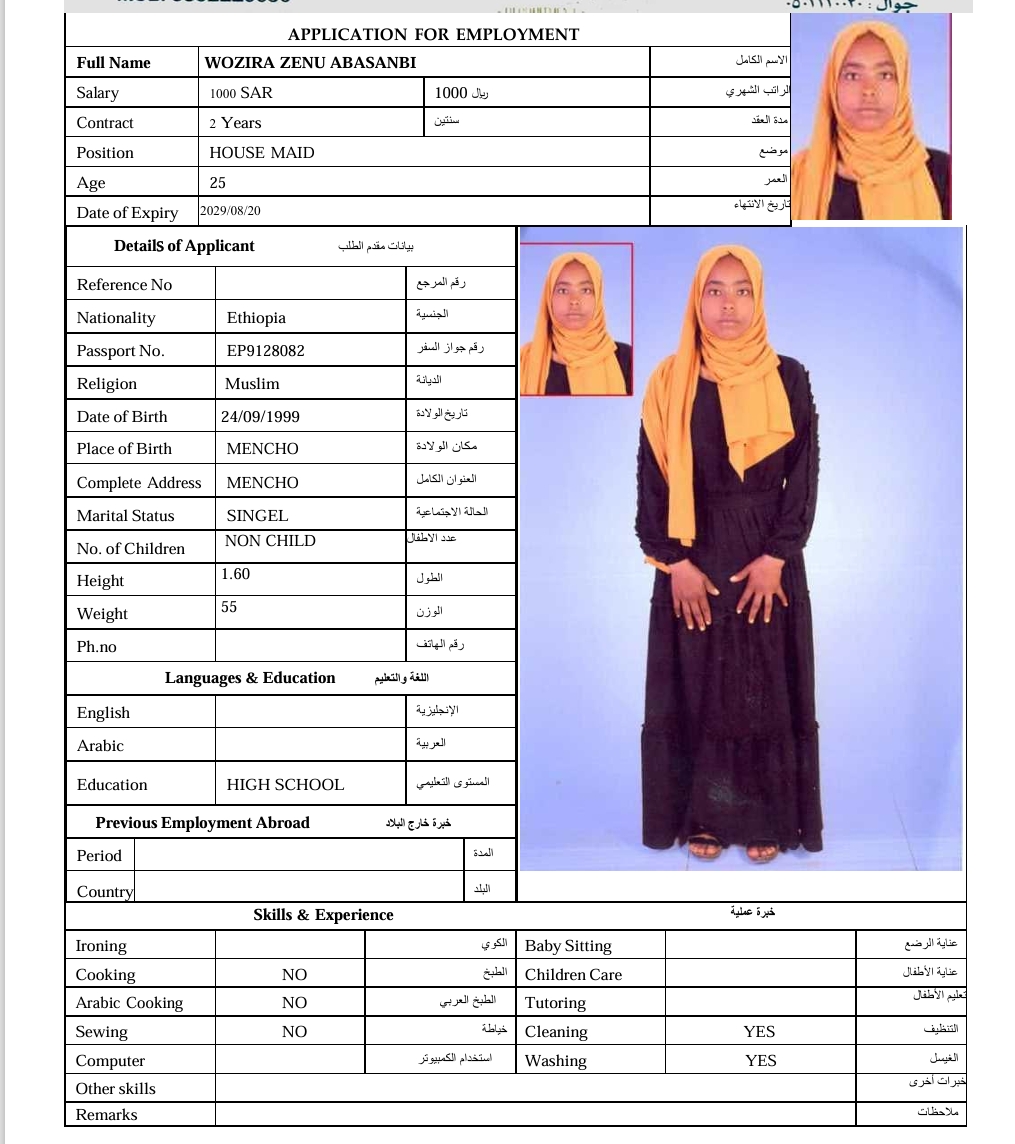 جوال : ٠٥٠١١١٠٠٣٠
APPLICATION FOR EMPLOYMENT
Full Name WOZIRA ZENU ABASANBI الاسم الكامل
Salary 1000 SAR 1000 ريال الراتب الشهري
Contract 2 Years سنتين مدة العقد
Position HOUSE MAID موضع
Age 25 العمر
Date of Expiry 2029/08/20 تاريخ الانتهاء
Details of Applicant بيانات مقدم الطلب
Reference No رقم المرجع
Nationality Ethiopia الجنسية
Passport No. EP9128082 رقم جواز السفر
Religion Muslim الديانة
Date of Birth 24/09/1999 تاريخ الولادة
Place of Birth MENCHO مكان الولادة
Complete Address MENCHO العنوان الكامل
Marital Status SINGEL الحالة الاجتماعية
No. of Children NON CHILD عدد الاطفال
Height 1.60 الطول
Weight 55 الوزن
Ph.no رقم الهاتف
Languages & Education اللغة والتعليم
English الإنجليزية
Arabic العربية
Education HIGH SCHOOL المستوى التعليمي
Previous Employment Abroad خبرة خارج البلاد
Period المدة
Country البلد
Skills & Experience خبرة عملية
Ironing الكوي Baby Sitting عناية الرضع
Cooking NO الطبخ Children Care عناية الأطفال
Arabic Cooking NO الطبخ العربي Tutoring تعليم الأطفال
Sewing NO خياطة Cleaning YES التنظيف
Computer استخدام الكمبيوتر Washing YES الغيسل
Other skills خبرات أخرى
Remarks ملاحظات